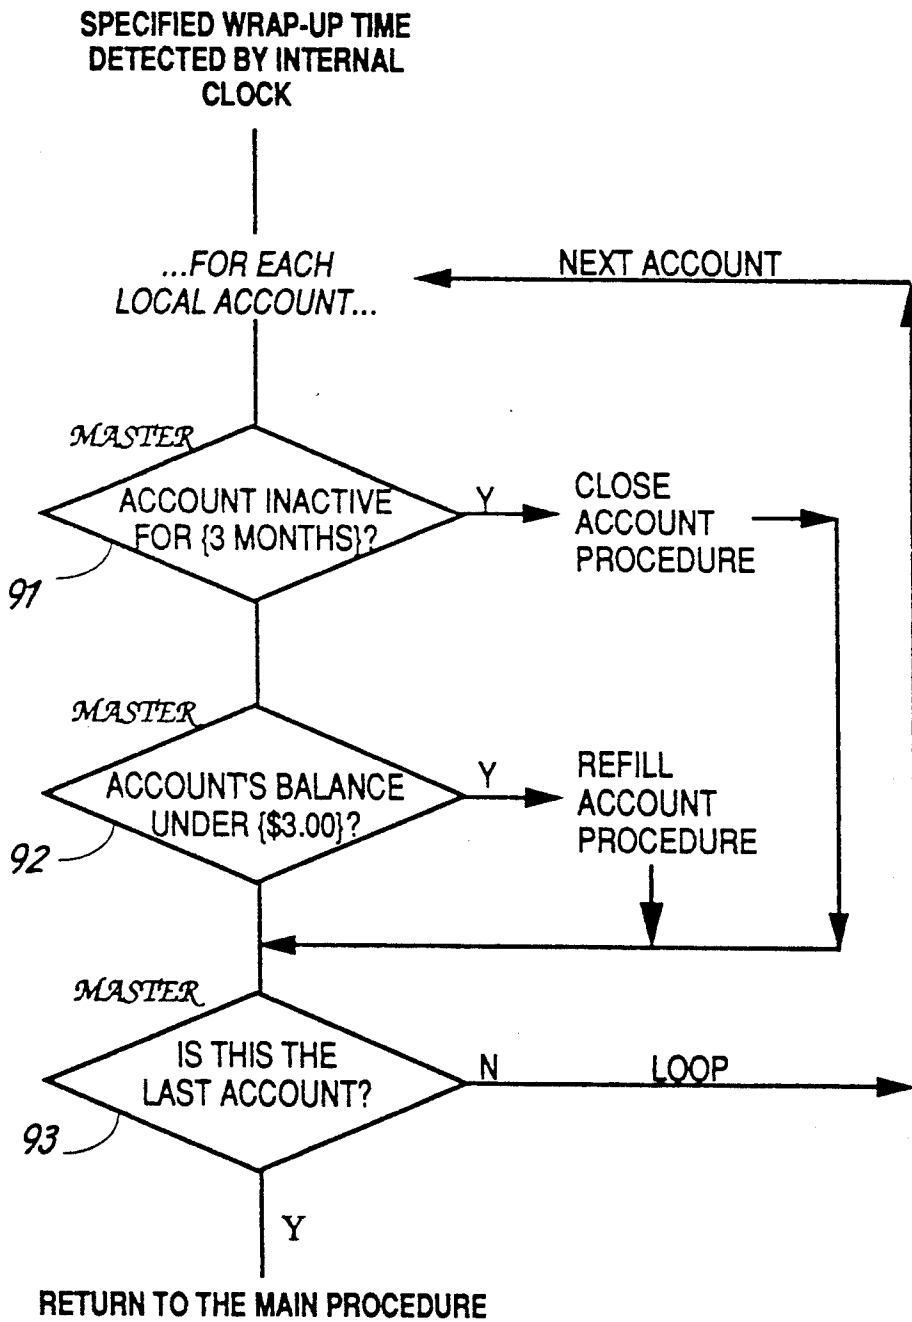 SPECIFIED WRAP-UP TIME
DETECTED BY INTERNAL
CLOCK
...FOR EACH
LOCAL ACCOUNT...
NEXT ACCOUNT
MASTER
ACCOUNT INACTIVE
FOR {3 MONTHS}?
91
Y
CLOSE
ACCOUNT
PROCEDURE
MASTER
ACCOUNT'S BALANCE
UNDER {$3.00}?
92
Y
REFILL
ACCOUNT
PROCEDURE
MASTER
IS THIS THE
LAST ACCOUNT?
93
N
LOOP
Y
RETURN TO THE MAIN PROCEDURE